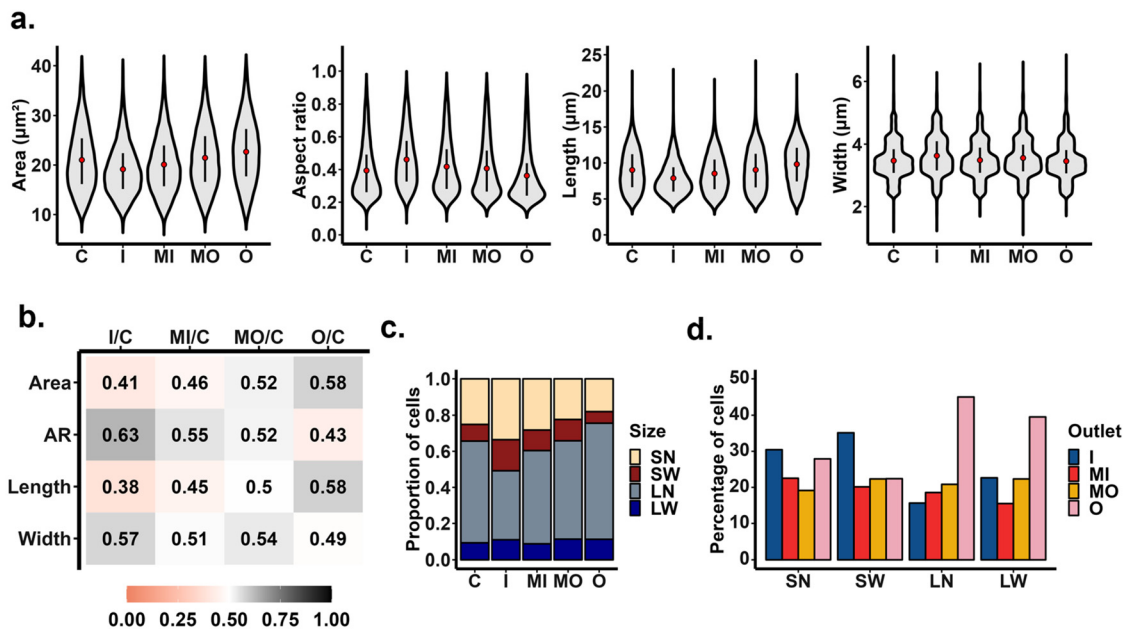 a.
Area (µm²)
40
30
20
10
C I MI MO O
Aspect ratio
1.0
0.8
0.6
0.4
0.2
0.0
C I MI MO O
Length (µm)
25
20
15
10
5
0
C I MI MO O
Width (µm)
6
4
2
C I MI MO O
b.
I/C MI/C MO/C O/C
Area 0.41 0.46 0.52 0.58
AR 0.63 0.55 0.52 0.43
Length 0.38 0.45 0.5 0.58
Width 0.57 0.51 0.54 0.49
0.00 0.25 0.50 0.75 1.00
c.
Proportion of cells
1.0
0.8
0.6
0.4
0.2
0.0
C I MI MO O
Size
SN
SW
LN
LW
d.
Percentage of cells
50
40
30
20
10
0
SN SW LN LW
Outlet
I
MI
MO
O